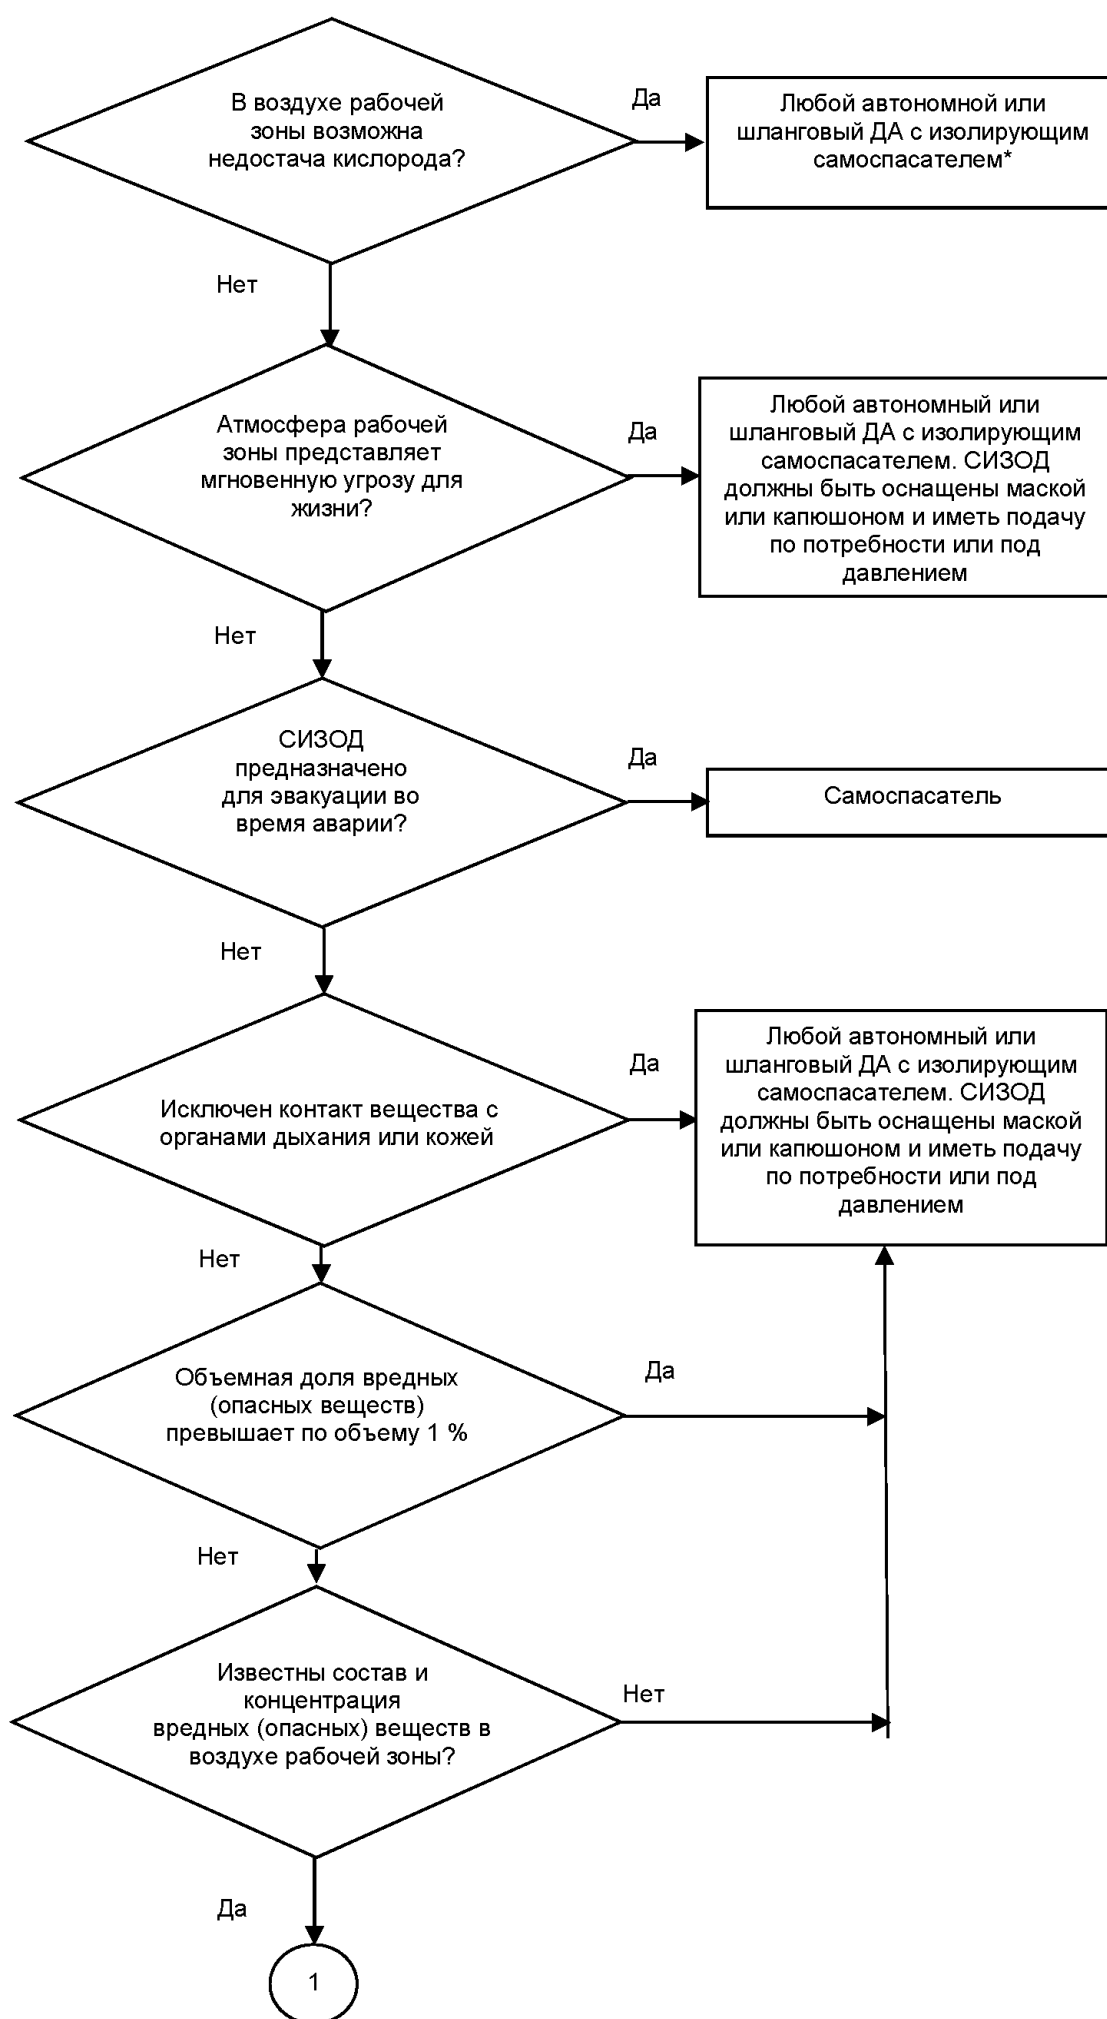 В воздухе рабочей
зоны возможна
недостача кислорода?
Да
Любой автономной или
шланговый ДА с изолирующим
самоспасателем*
Нет
Атмосфера рабочей
зоны представляет
мгновенную угрозу для
жизни?
Да
Любой автономный или
шланговый ДА с изолирующим
самоспасателем. СИЗОД
должны быть оснащены маской
или капюшоном и иметь подачу
по потребности или под
давлением
Нет
СИЗОД
предназначено
для эвакуации во
время аварии?
Да
Самоспасатель
Нет
Исключен контакт вещества с
органами дыхания или кожей
Да
Любой автономный или
шланговый ДА с изолирующим
самоспасателем. СИЗОД
должны быть оснащены маской
или капюшоном и иметь подачу
по потребности или под
давлением
Нет
Объемная доля вредных
(опасных веществ)
превышает по объему 1 %
Да
Нет
Известны состав и
концентрация
вредных (опасных) веществ в
воздухе рабочей зоны?
Нет
Да
1